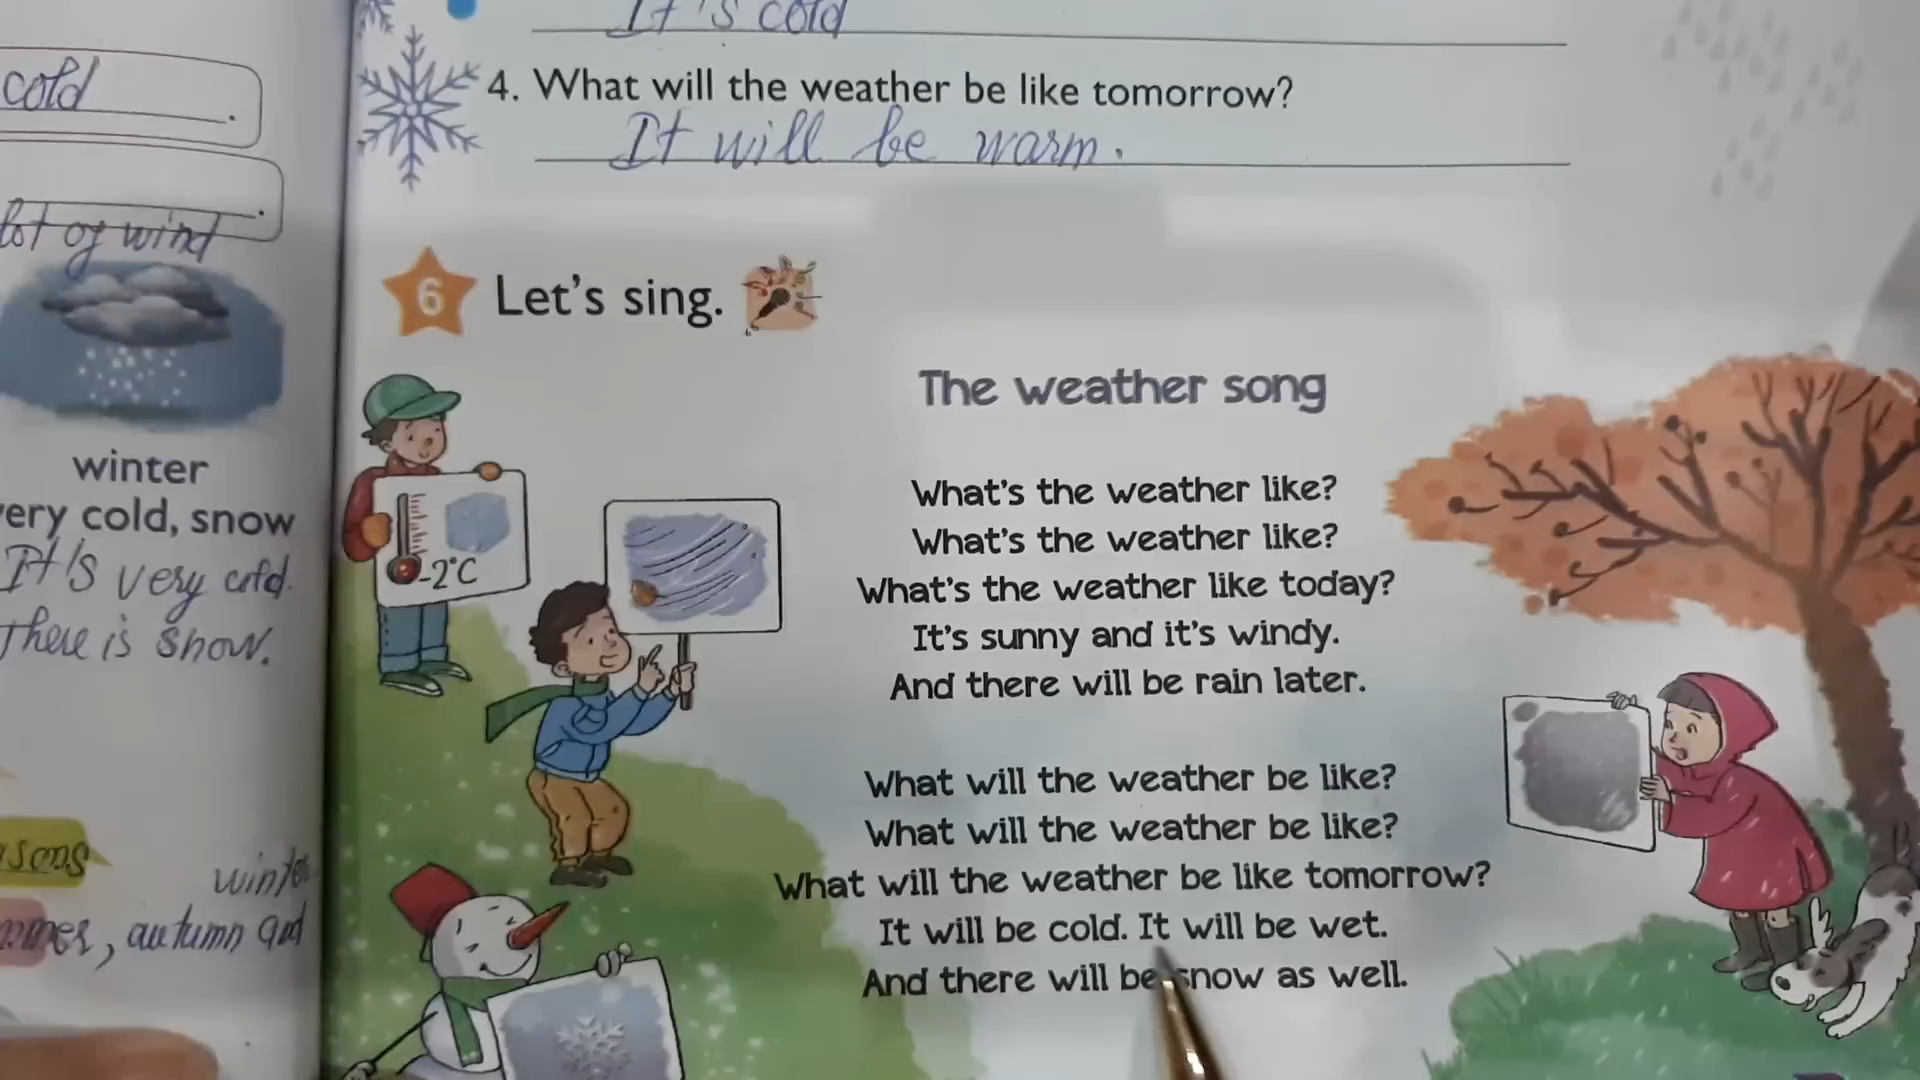 cold .
.
lot of wind
winter
very cold, snow
It's very cold.
There is snow.
winter
autumn and
It's cold
4. What will the weather be like tomorrow?
It will be warm.
6 Let's sing.
The weather song
What's the weather like?
What's the weather like?
What's the weather like today?
It's sunny and it's windy.
And there will be rain later.
What will the weather be like?
What will the weather be like?
What will the weather be like tomorrow?
It will be cold. It will be wet.
And there will be snow as well.
-2°C